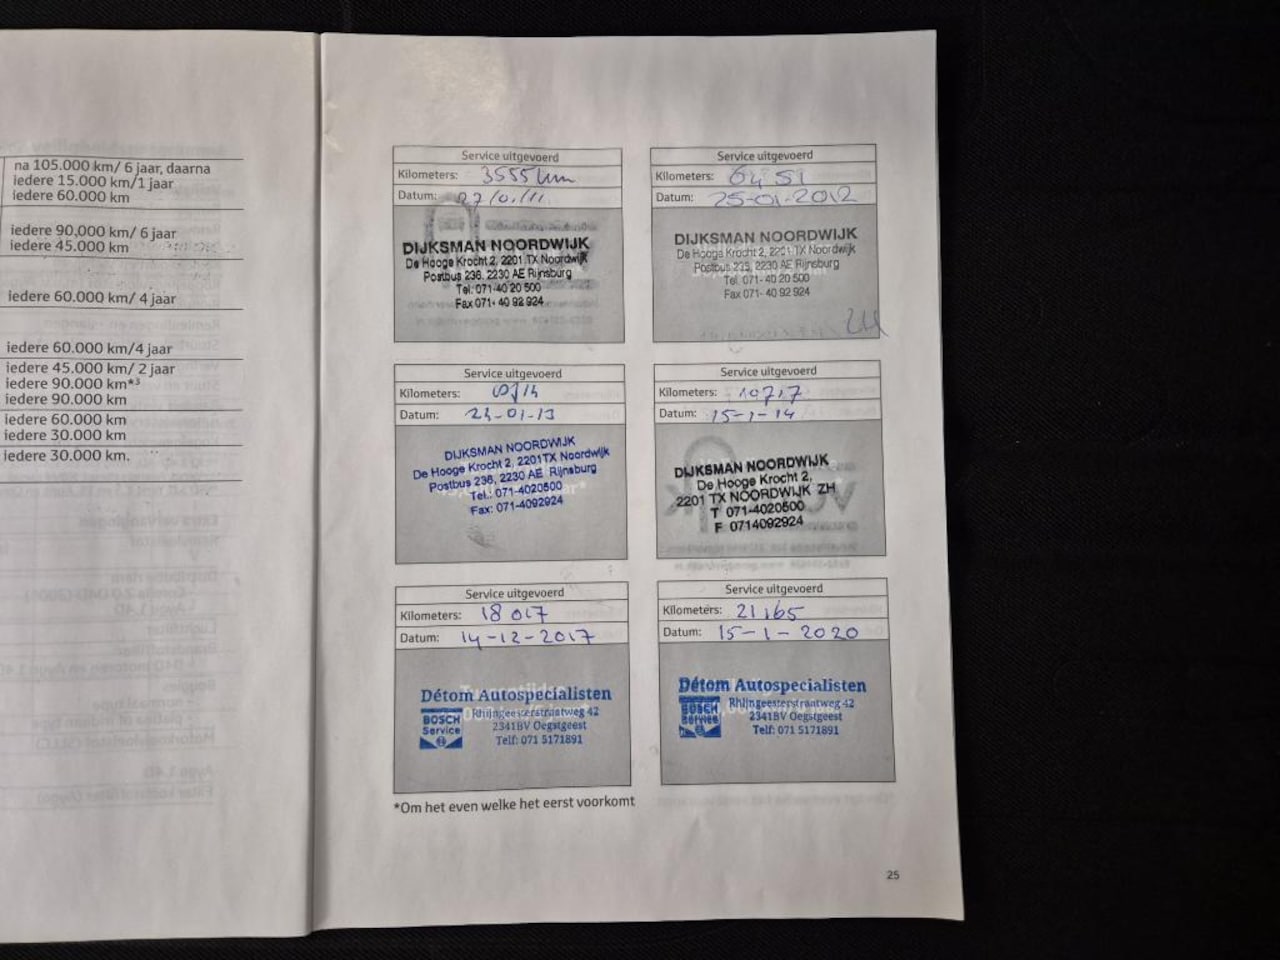 na 105.000 km/ 6 jaar, daarna
iedere 15.000 km/1 jaar
iedere 60.000 km
iedere 90,000 km/ 6 jaar
iedere 45.000 km
iedere 60.000 km/ 4 jaar
iedere 60.000 km/4 jaar
iedere 45.000 km/ 2 jaar
iedere 90.000 km*³
iedere 90.000 km
iedere 60.000 km
iedere 30.000 km
iedere 30.000 km.
Service uitgevoerd
Kilometers: 3555 km
Datum:
DIJKSMAN NOORDWIJK
De Hooge Krocht 2, 2201 TX Noordwijk
Postbus 236, 2230 AE Rijnsburg
Tel: 071-40 20 500
Fax 071- 40 92 924
Service uitgevoerd
Kilometers: 6451
Datum: 25-01-2012
DIJKSMAN NOORDWIJK
De Hooge Krocht 2, 2201 TX Noordwijk
Postbus 236, 2230 AE Rijnsburg
Tel: 071-40 20 500
Fax 071- 40 92 924
Service uitgevoerd
Kilometers:
Datum:
DIJKSMAN NOORDWIJK
De Hooge Krocht 2, 2201TX Noordwijk
Postbus 236, 2230 AE Rijnsburg
Tel.: 071-4020500
Fax: 071-4092924
Service uitgevoerd
Kilometers: 10717
Datum: 15-1-14
DIJKSMAN NOORDWIJK
De Hooge Krocht 2,
2201 TX NOORDWIJK ZH
T 071-4020500
F 0714092924
Service uitgevoerd
Kilometers: 18017
Datum: 14-12-2017
Détom Autospecialisten
BOSCH
Service
Rhijngeesterstraatweg 42
2341BV Oegstgeest
Telf: 071 5171891
Service uitgevoerd
Kilometers: 21165
Datum: 15-1-2020
Détom Autospecialisten
BOSCH
Service
Rhijngeesterstraatweg 42
2341BV Oegstgeest
Telf: 071 5171891
*Om het even welke het eerst voorkomt
25